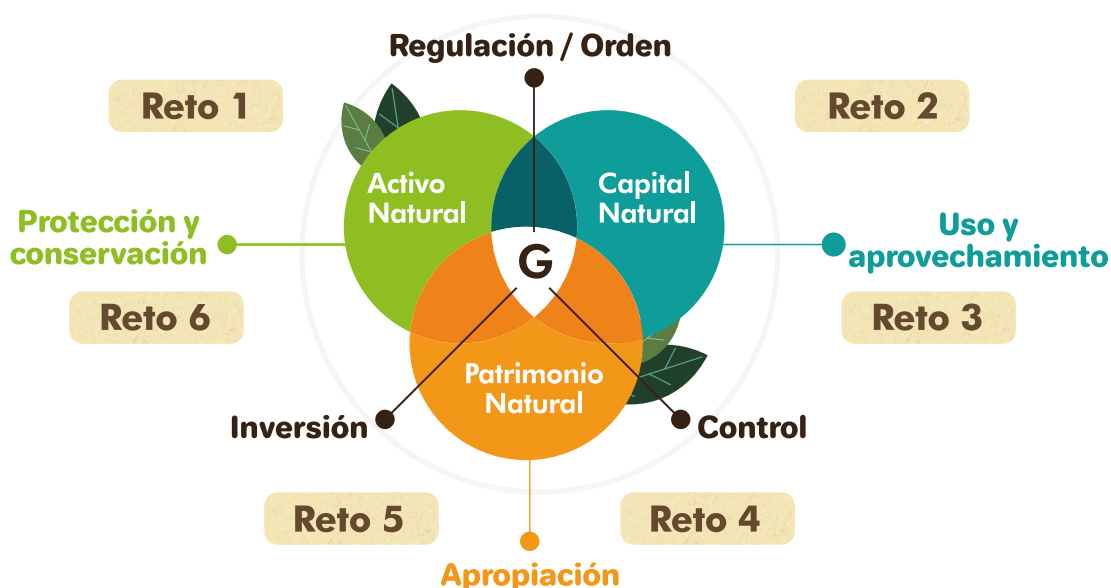 Regulación / Orden
Reto 1
Reto 2
Activo
Natural
Capital
Natural
Protección y
conservación
G
Uso y
aprovechamiento
Reto 6
Reto 3
Patrimonio
Natural
Inversión
Control
Reto 5
Reto 4
Apropiación